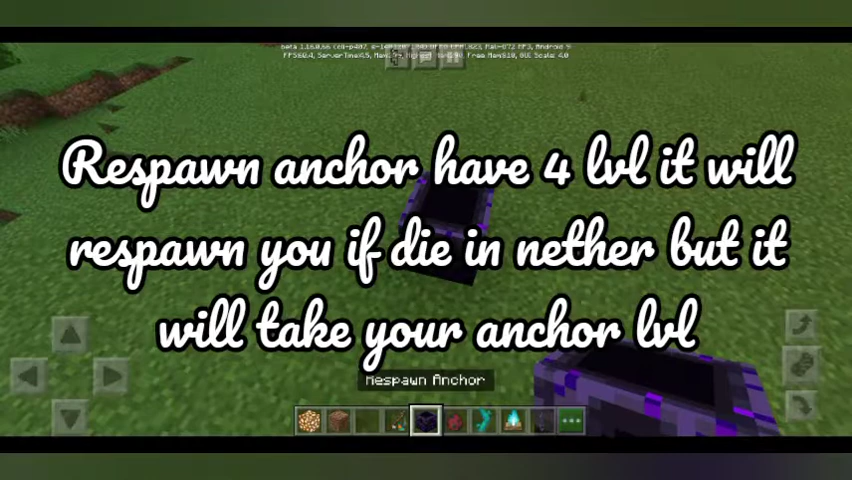 Respawn anchor have 4 lvl it will
respawn you if die in nether but it
will take your anchor lvl
Respawn Anchor